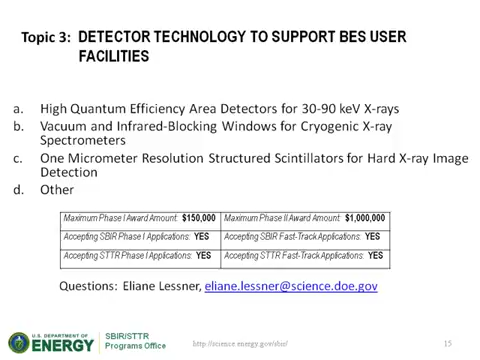 Topic 3: DETECTOR TECHNOLOGY TO SUPPORT BES USER
FACILITIES
a. High Quantum Efficiency Area Detectors for 30-90 keV X-rays
b. Vacuum and Infrared-Blocking Windows for Cryogenic X-ray
Spectrometers
c. One Micrometer Resolution Structured Scintillators for Hard X-ray Image
Detection
d. Other
Maximum Phase I Award Amount: $150,000 Maximum Phase II Award Amount: $1,000,000
Accepting SBIR Phase I Applications: YES Accepting SBIR Fast-Track Applications: YES
Accepting STTR Phase I Applications: YES Accepting STTR Fast-Track Applications: YES
Questions: Eliane Lessner, eliane.lessner@science.doe.gov
U.S. DEPARTMENT OF
ENERGY
SBIR/STTR
Programs Office
http://science.energy.gov/sbir/
15